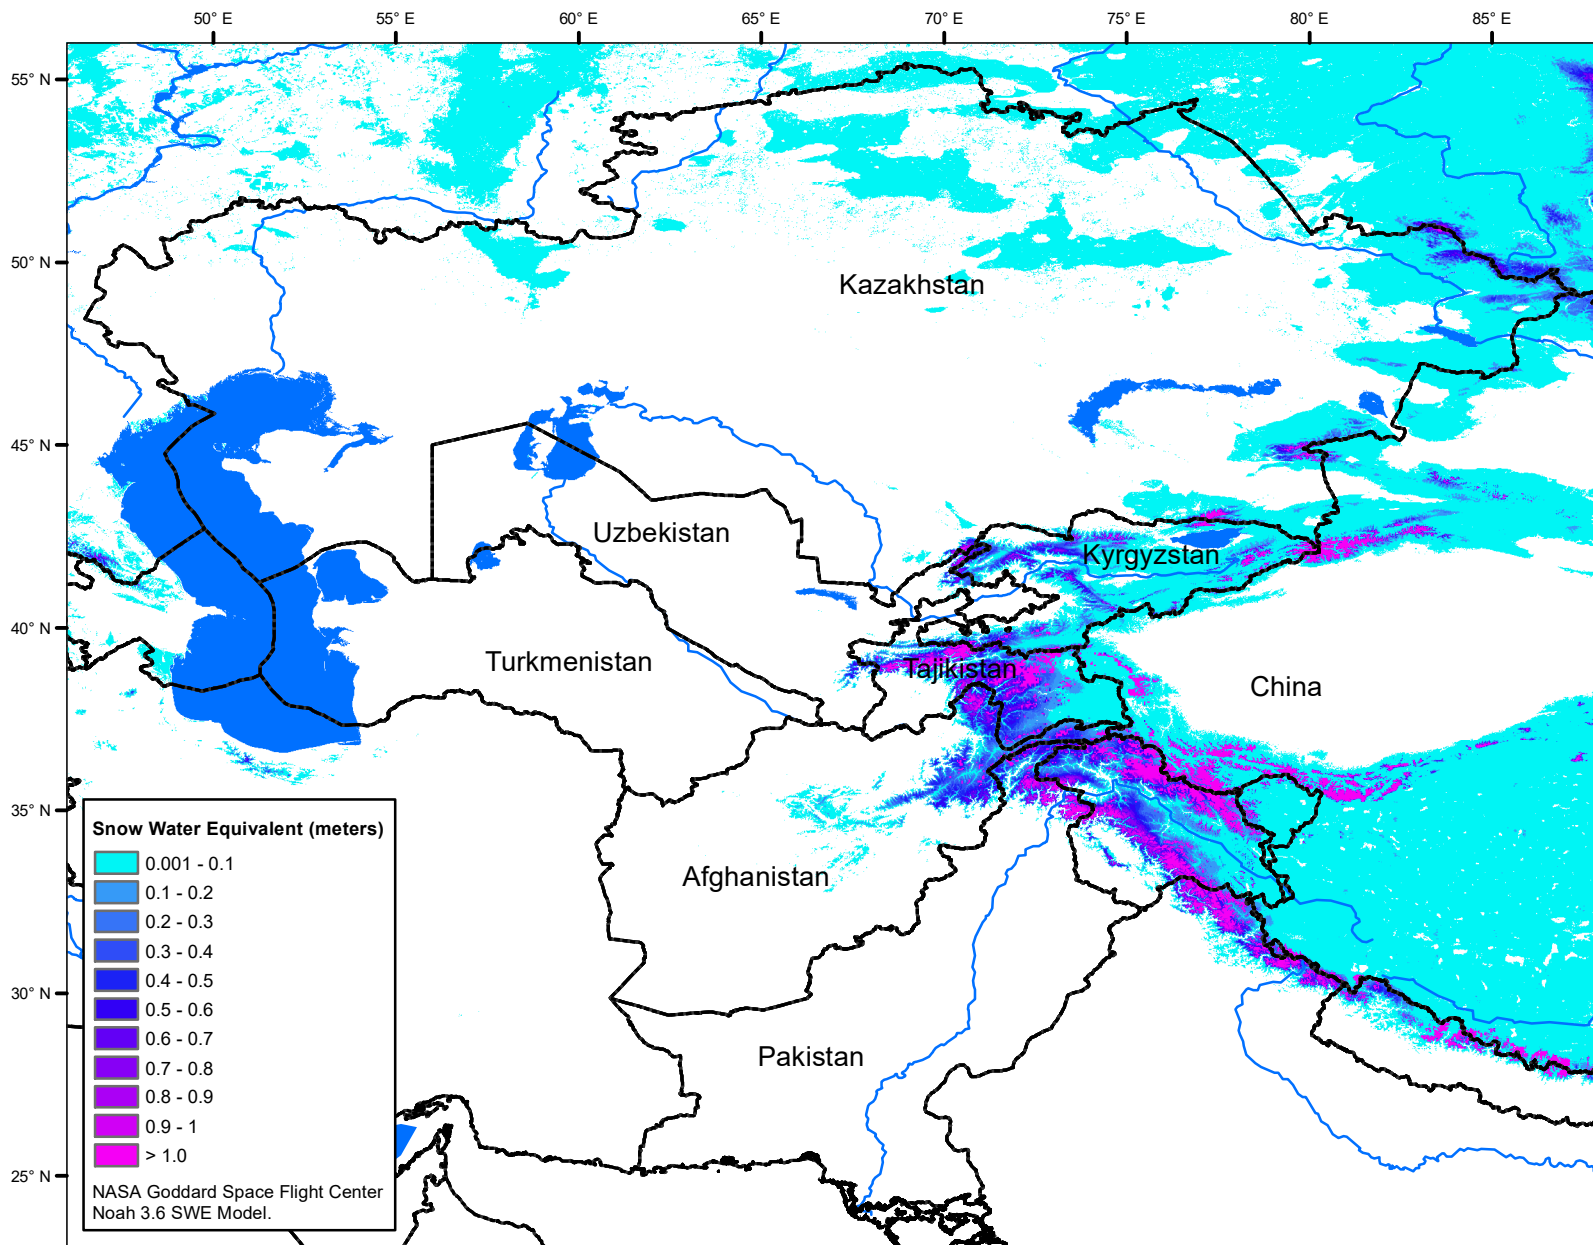 50° E 55° E 60° E 65° E 70° E 75° E 80° E 85° E
55° N
50° N
45° N
40° N
35° N
30° N
25° N
Kazakhstan
Uzbekistan
Kyrgyzstan
Turkmenistan
Tajikistan
China
Afghanistan
Pakistan
Snow Water Equivalent (meters)
0.001 - 0.1
0.1 - 0.2
0.2 - 0.3
0.3 - 0.4
0.4 - 0.5
0.5 - 0.6
0.6 - 0.7
0.7 - 0.8
0.8 - 0.9
0.9 - 1
> 1.0
NASA Goddard Space Flight Center
Noah 3.6 SWE Model.